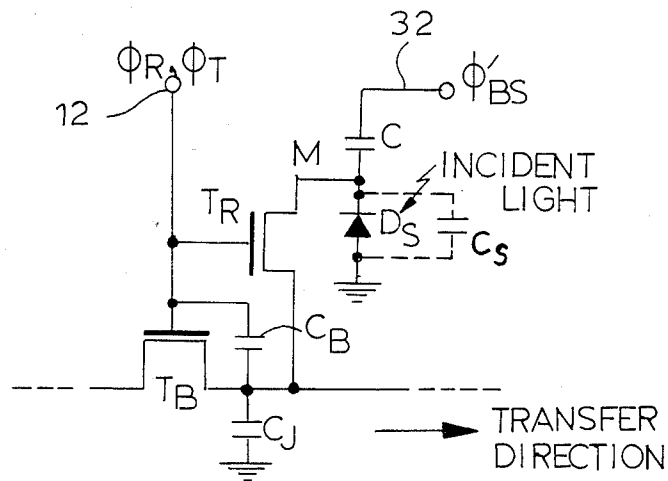 32
ϕR, ϕT
ϕ'BS
12
C
M
INCIDENT
LIGHT
TR
DS
CS
CB
TB
CJ
TRANSFER
DIRECTION